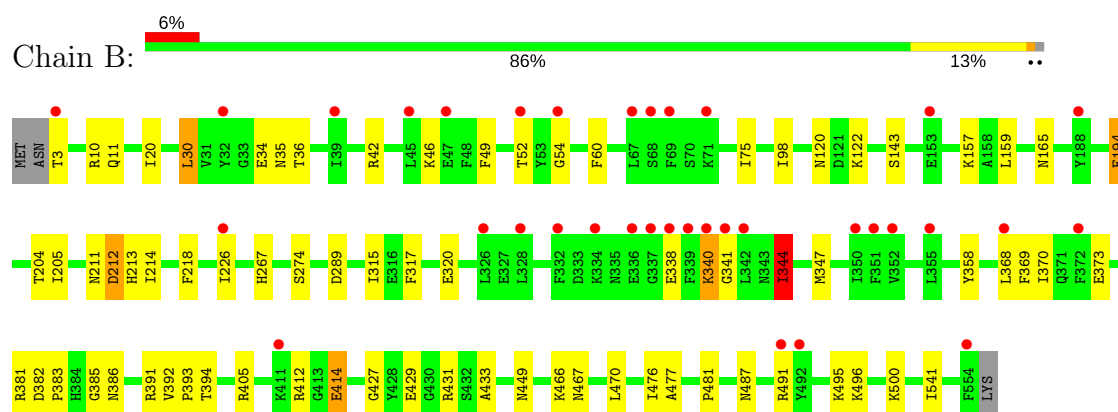 6%
Chain B:
86% 13% ••
MET ASN T3 R10 Q11 I20 L30 V31 Y32 G33 E34 N35 T36 I39 R42 L45 K46 E47 F48 F49 T52 Y53 G54 F60 L67 S68 F69 S70 K71 I75 I98 N120 D121 K122 S143 E153 K157 A158 L159 N165 Y188 E194
T204 I205 N211 D212 H213 I214 F218 I226 H267 S274 D289 I315 E316 F317 E320 L326 E327 L328 F332 D333 K334 N335 E336 G337 E338 F339 K340 G341 L342 N343 I344 M347 I350 F351 V352 L355 Y358 L368 F369 I370 Q371 F372 E373
R381 D382 P383 H384 G385 N386 R391 V392 P393 T394 R405 K411 R412 G413 E414 G427 Y428 E429 G430 R431 S432 A433 N449 K466 N467 L470 I476 A477 P481 N487 R491 Y492 K495 K496 K500 I541 F554 LYS